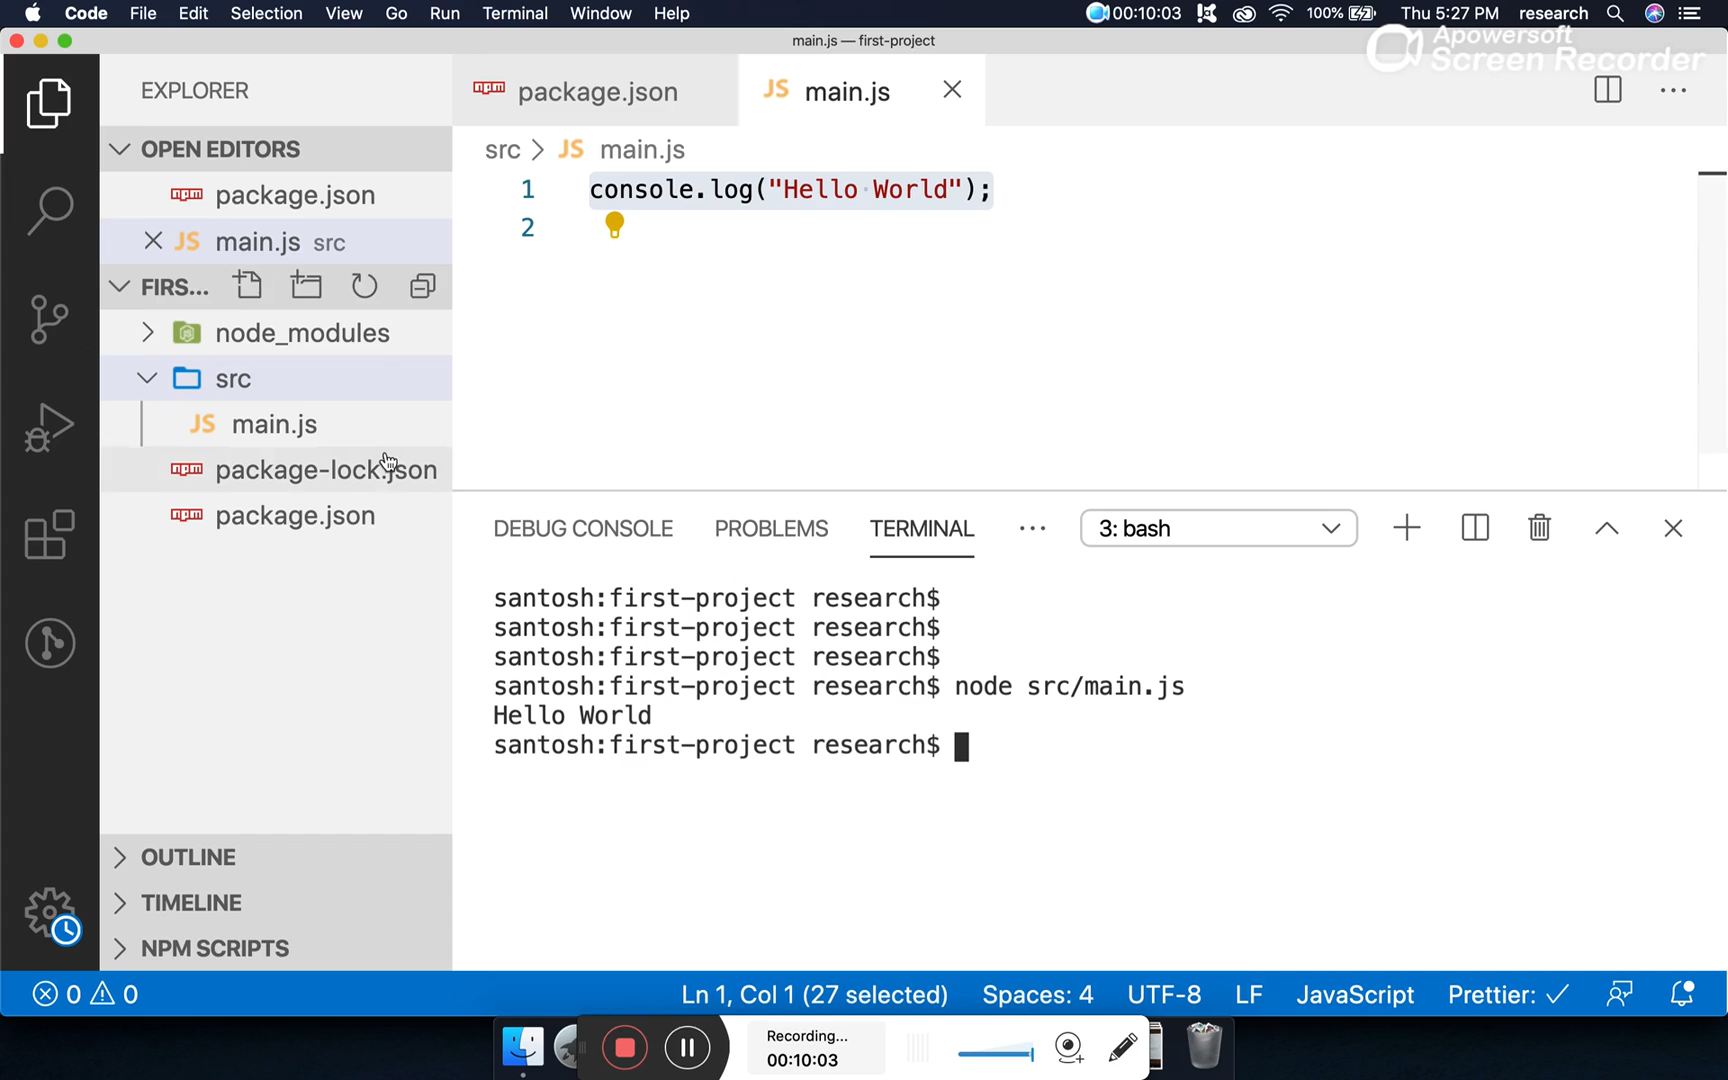 Code File Edit Selection View Go Run Terminal Window Help 00:10:03 100% Thu 5:27 PM research
main.js — first-project
Apowersoft
Screen Recorder
EXPLORER
OPEN EDITORS
package.json
JS main.js src
FIRS...
node_modules
src
JS main.js
package-lock.json
package.json
OUTLINE
TIMELINE
NPM SCRIPTS
package.json JS main.js
src > JS main.js
1 console.log("Hello World");
2
DEBUG CONSOLE PROBLEMS TERMINAL ... 3: bash
santosh:first-project research$
santosh:first-project research$
santosh:first-project research$
santosh:first-project research$ node src/main.js
Hello World
santosh:first-project research$
0 0 Ln 1, Col 1 (27 selected) Spaces: 4 UTF-8 LF JavaScript Prettier: ✓
Recording...
00:10:03